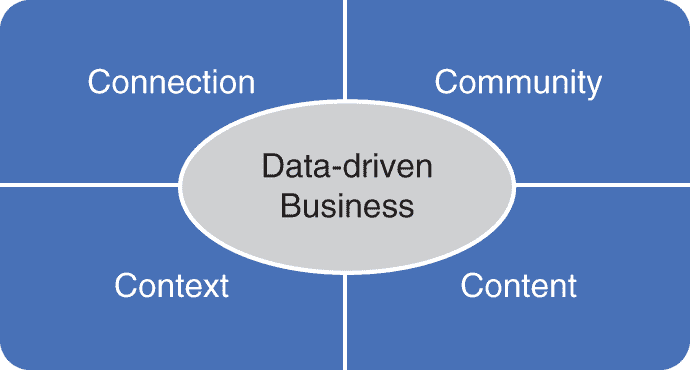 Connection
Community
Data-driven
Business
Context
Content